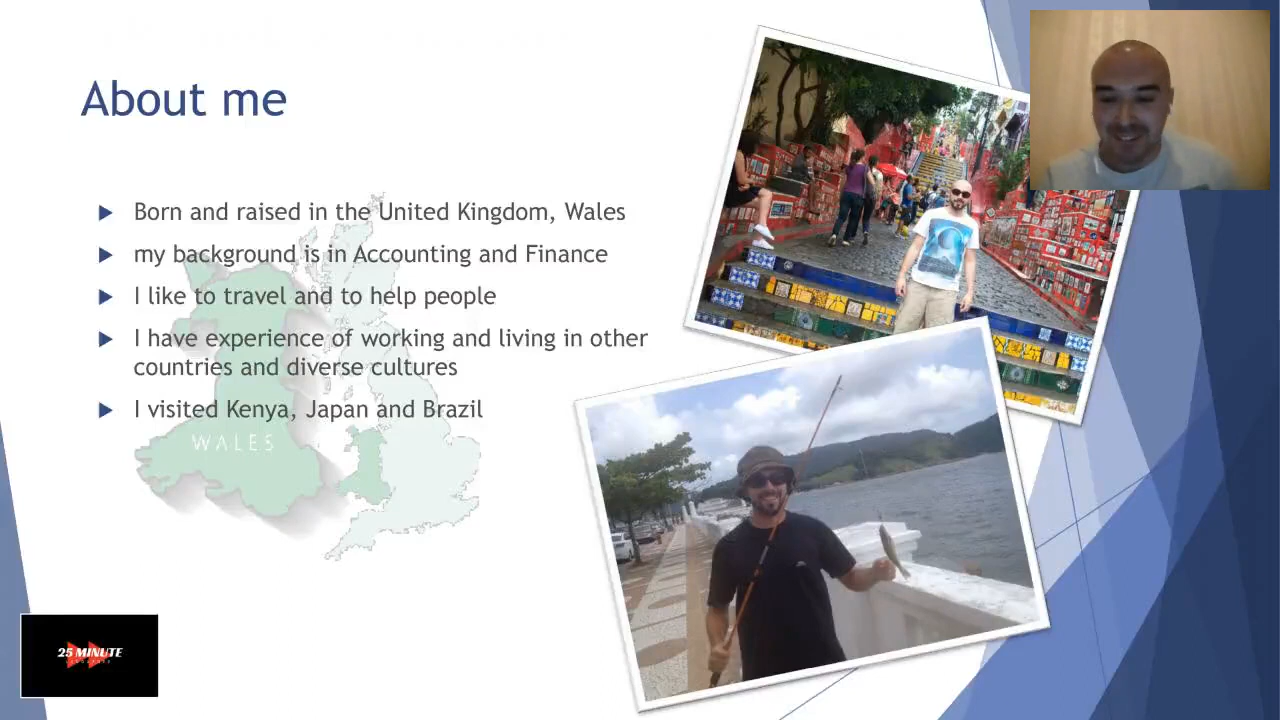 About me
Born and raised in the United Kingdom, Wales
my background is in Accounting and Finance
I like to travel and to help people
I have experience of working and living in other
countries and diverse cultures
I visited Kenya, Japan and Brazil
WALES
25 MINUTE